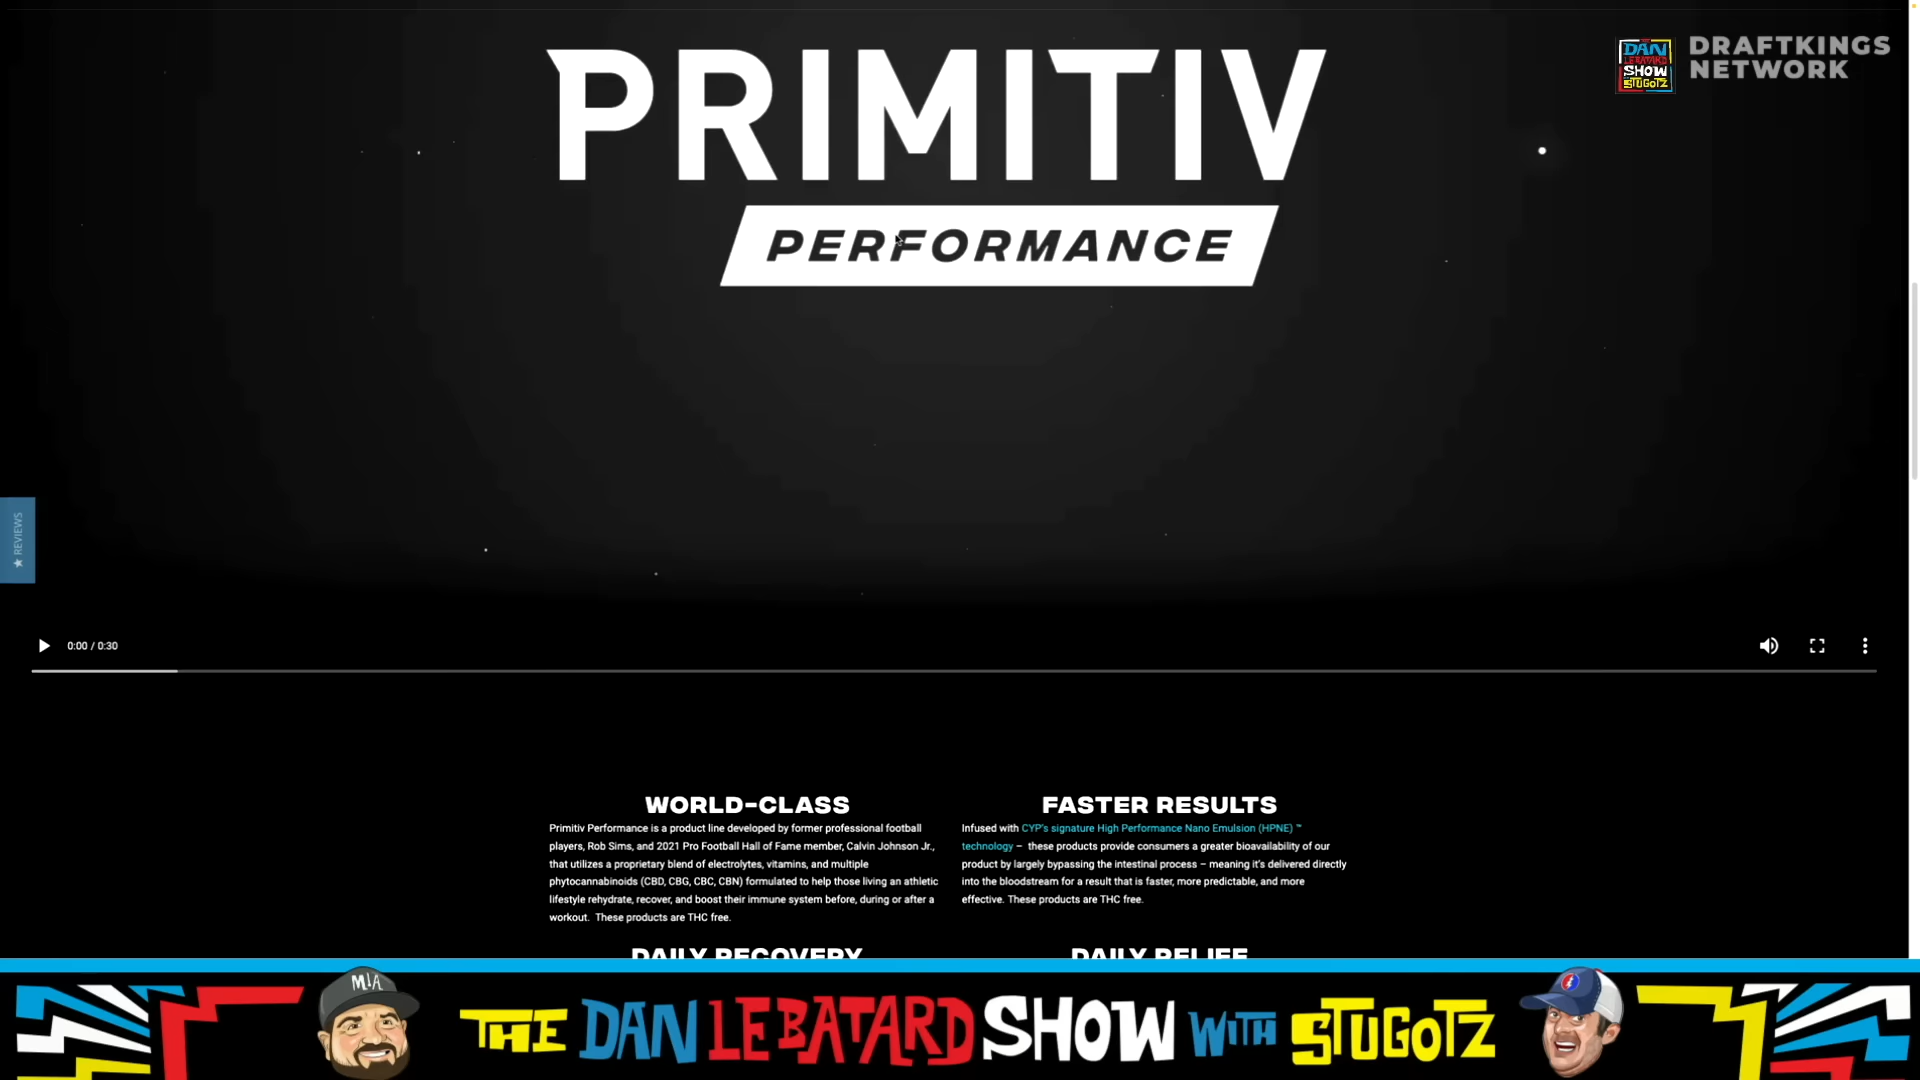 PRIMITIV
PERFORMANCE
DAN
LEBATARD
SHOW
STUGOTZ
DRAFTKINGS
NETWORK
★ REVIEWS
0:00 / 0:30
WORLD-CLASS
Primitiv Performance is a product line developed by former professional football
players, Rob Sims, and 2021 Pro Football Hall of Fame member, Calvin Johnson Jr.,
that utilizes a proprietary blend of electrolytes, vitamins, and multiple
phytocannabinoids (CBD, CBG, CBC, CBN) formulated to help those living an athletic
lifestyle rehydrate, recover, and boost their immune system before, during or after a
workout. These products are THC free.
FASTER RESULTS
Infused with CYP's signature High Performance Nano Emulsion (HPNE) ™
technology – these products provide consumers a greater bioavailability of our
product by largely bypassing the intestinal process – meaning it's delivered directly
into the bloodstream for a result that is faster, more predictable, and more
effective. These products are THC free.
DAILY RECOVERY
DAILY RELIEF
MIA
THE DAN LEBATARD SHOW WITH STUGOTZ